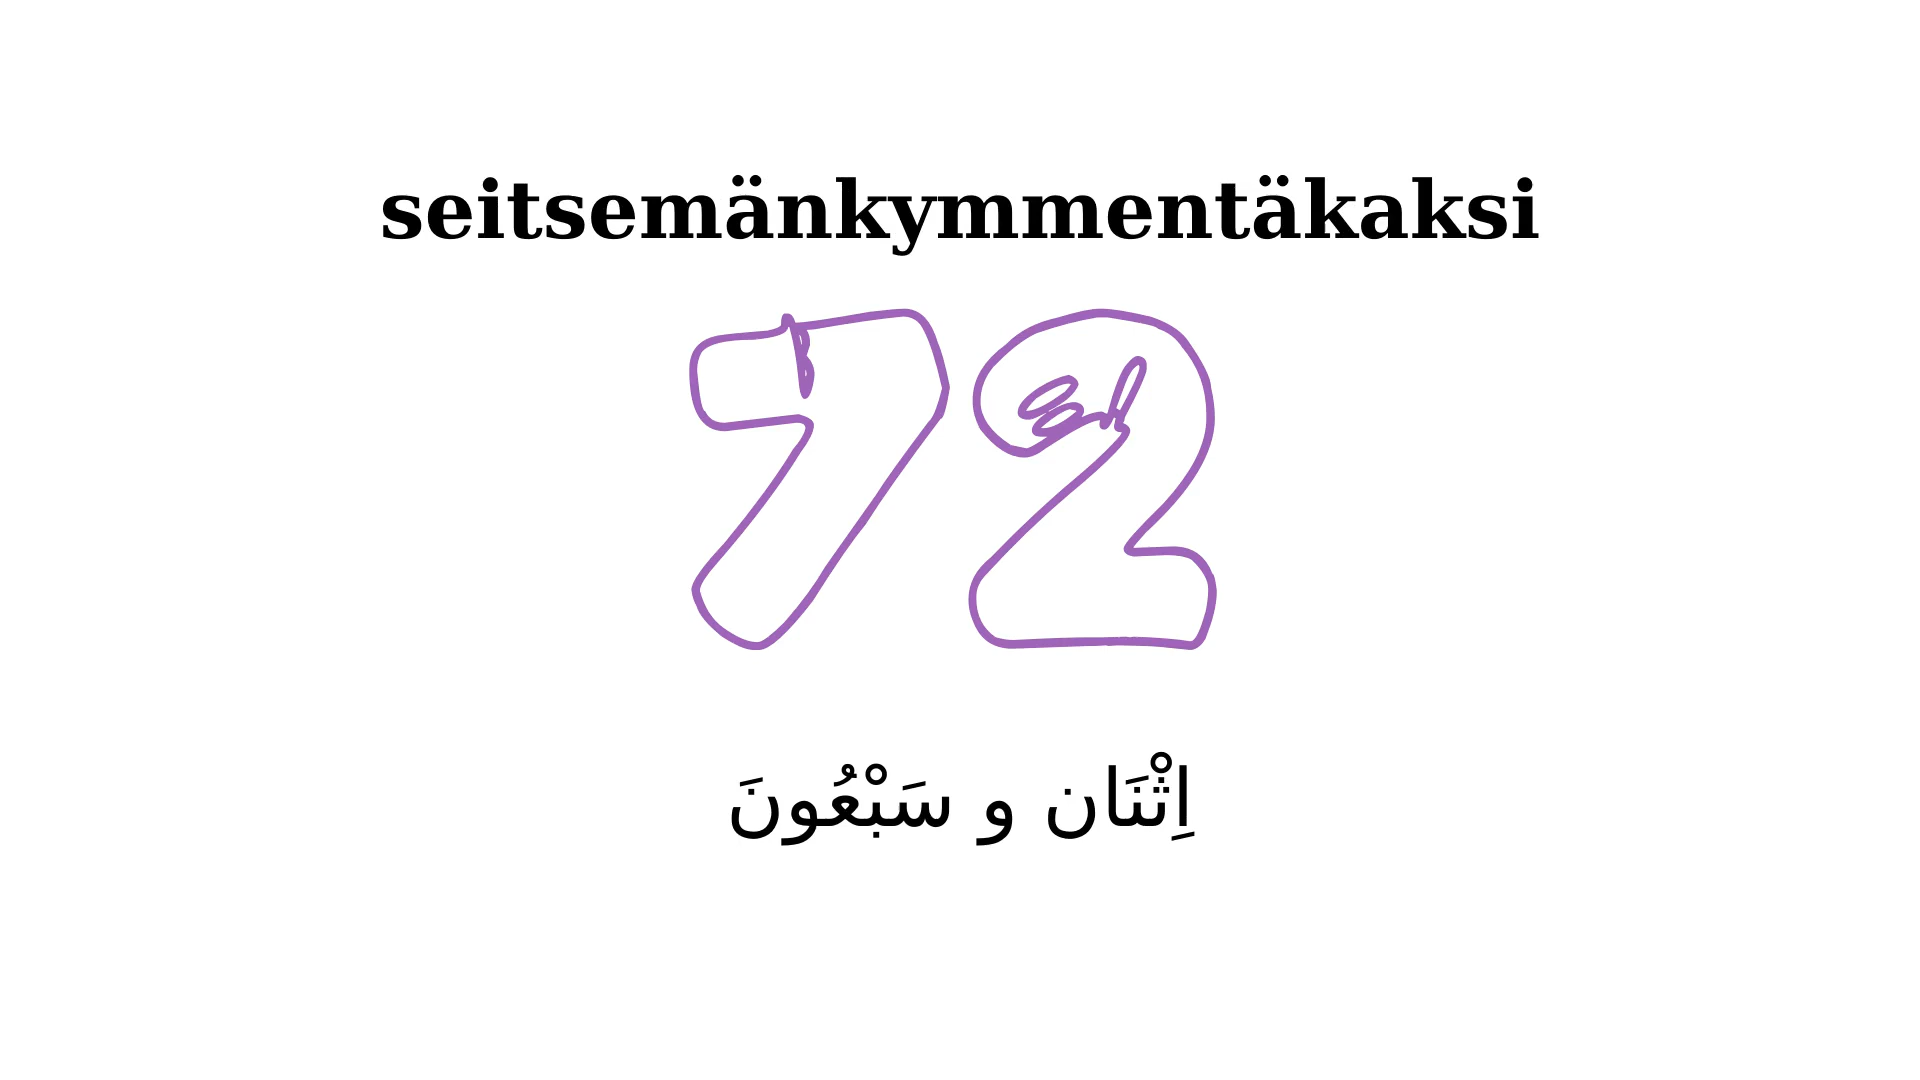 seitsemänkymmentäkaksi
72
اِثْنَان و سَبْعُونَ